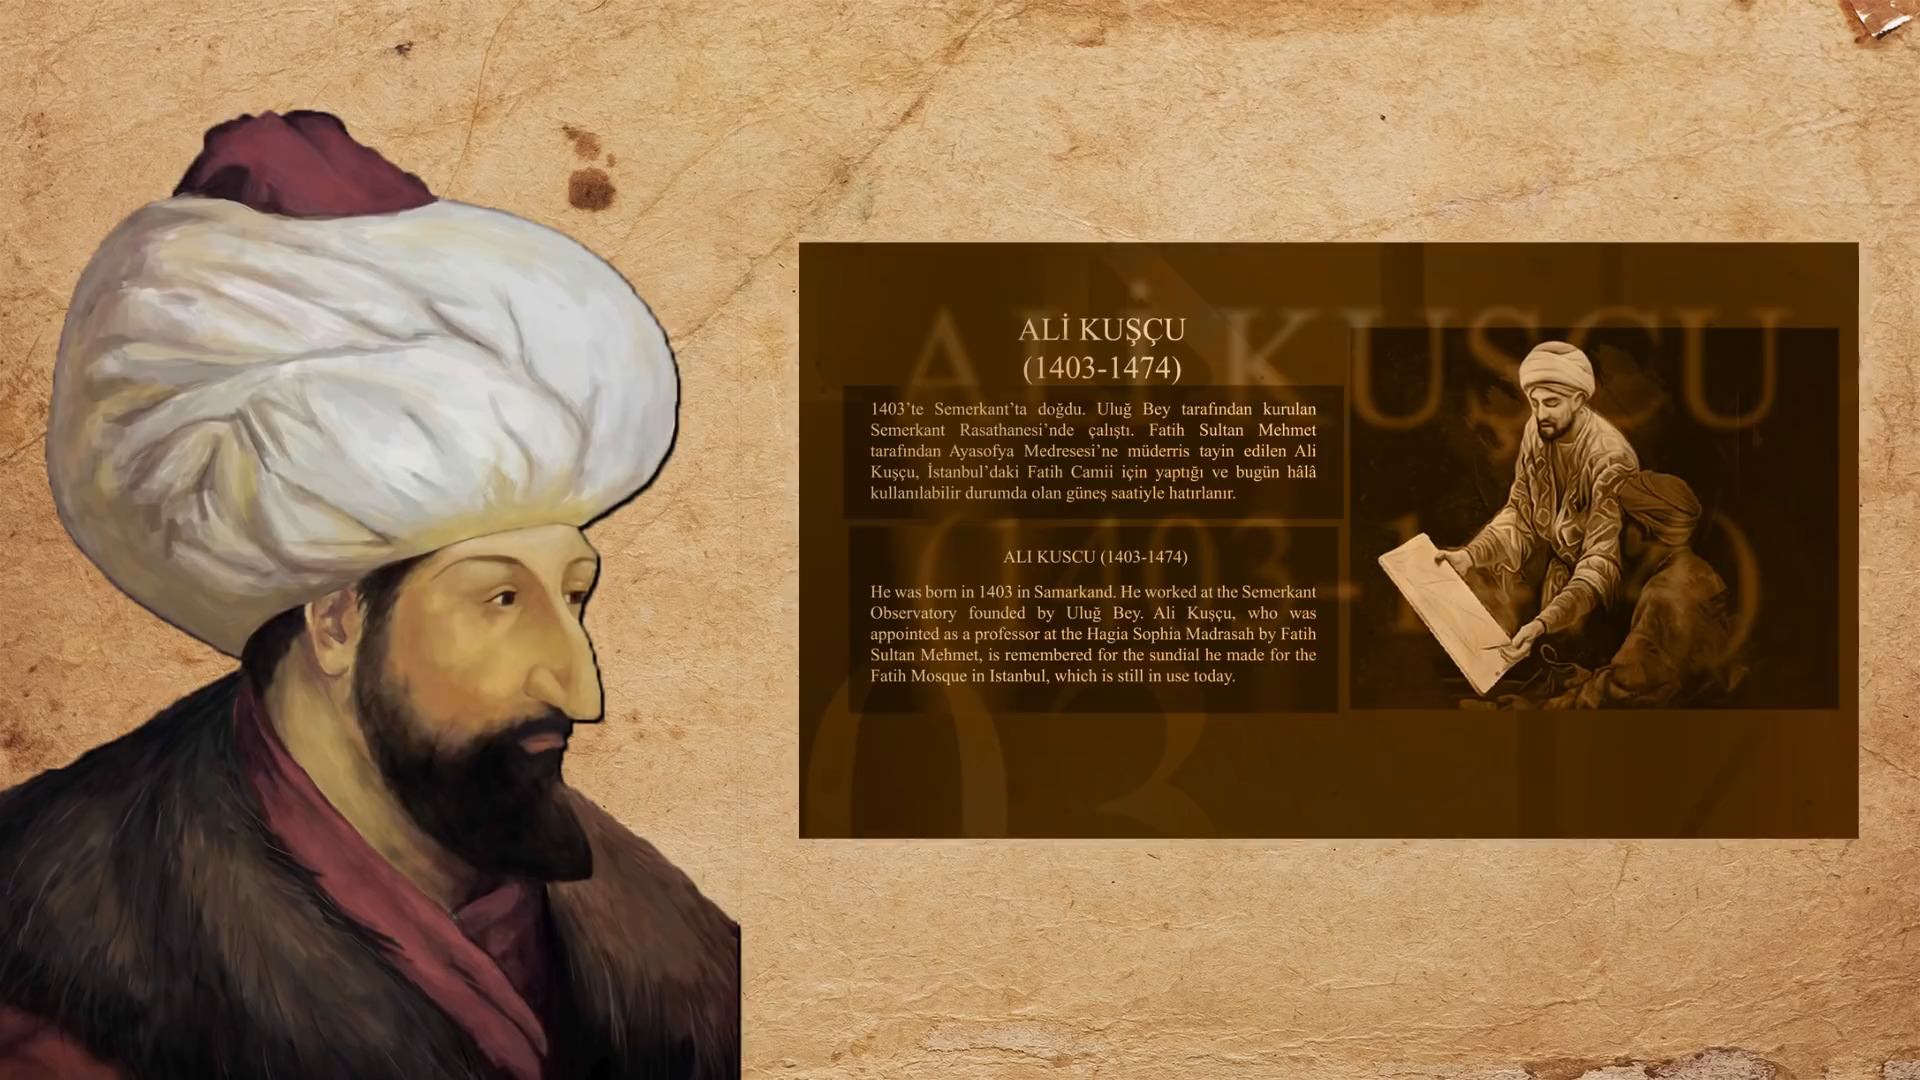 ALİ KUŞÇU
(1403-1474)
1403’te Semerkant’ta doğdu. Uluğ Bey tarafından kurulan
Semerkant Rasathanesi’nde çalıştı. Fatih Sultan Mehmet
tarafından Ayasofya Medresesi’ne müderris tayin edilen Ali
Kuşçu, İstanbul’daki Fatih Camii için yaptığı ve bugün hâlâ
kullanılabilir durumda olan güneş saatiyle hatırlanır.
ALI KUSCU (1403-1474)
He was born in 1403 in Samarkand. He worked at the Semerkant
Observatory founded by Uluğ Bey. Ali Kuşçu, who was
appointed as a professor at the Hagia Sophia Madrasah by Fatih
Sultan Mehmet, is remembered for the sundial he made for the
Fatih Mosque in Istanbul, which is still in use today.